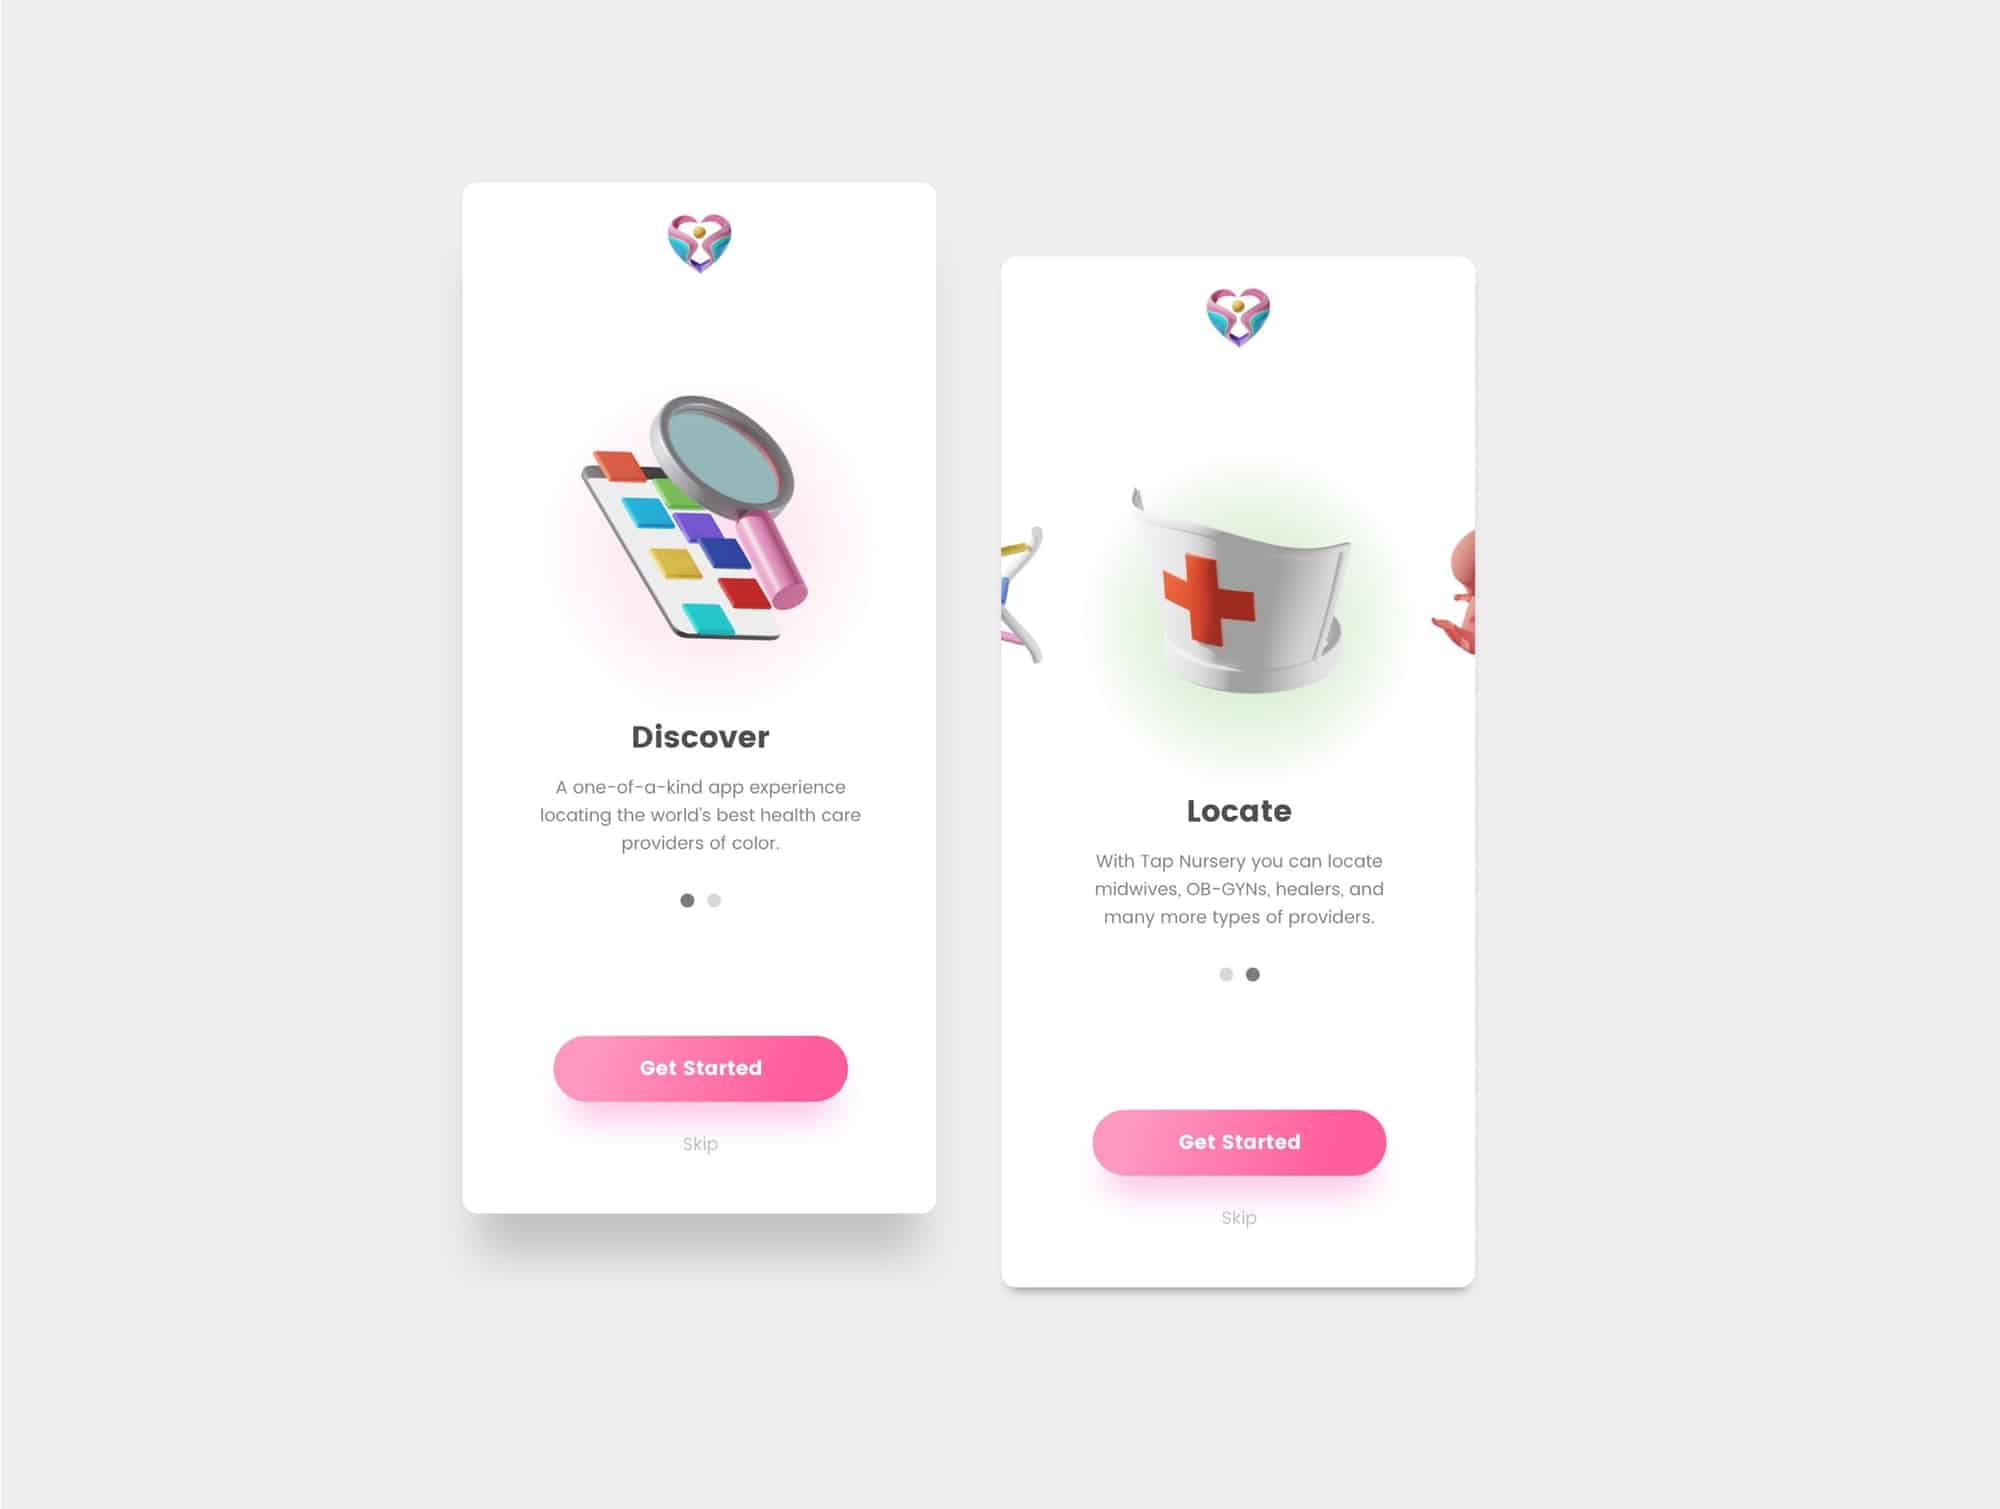 Discover
A one-of-a-kind app experience
locating the world's best health care
providers of color.
Get Started
Skip
Locate
With Tap Nursery you can locate
midwives, OB-GYNs, healers, and
many more types of providers.
Get Started
Skip